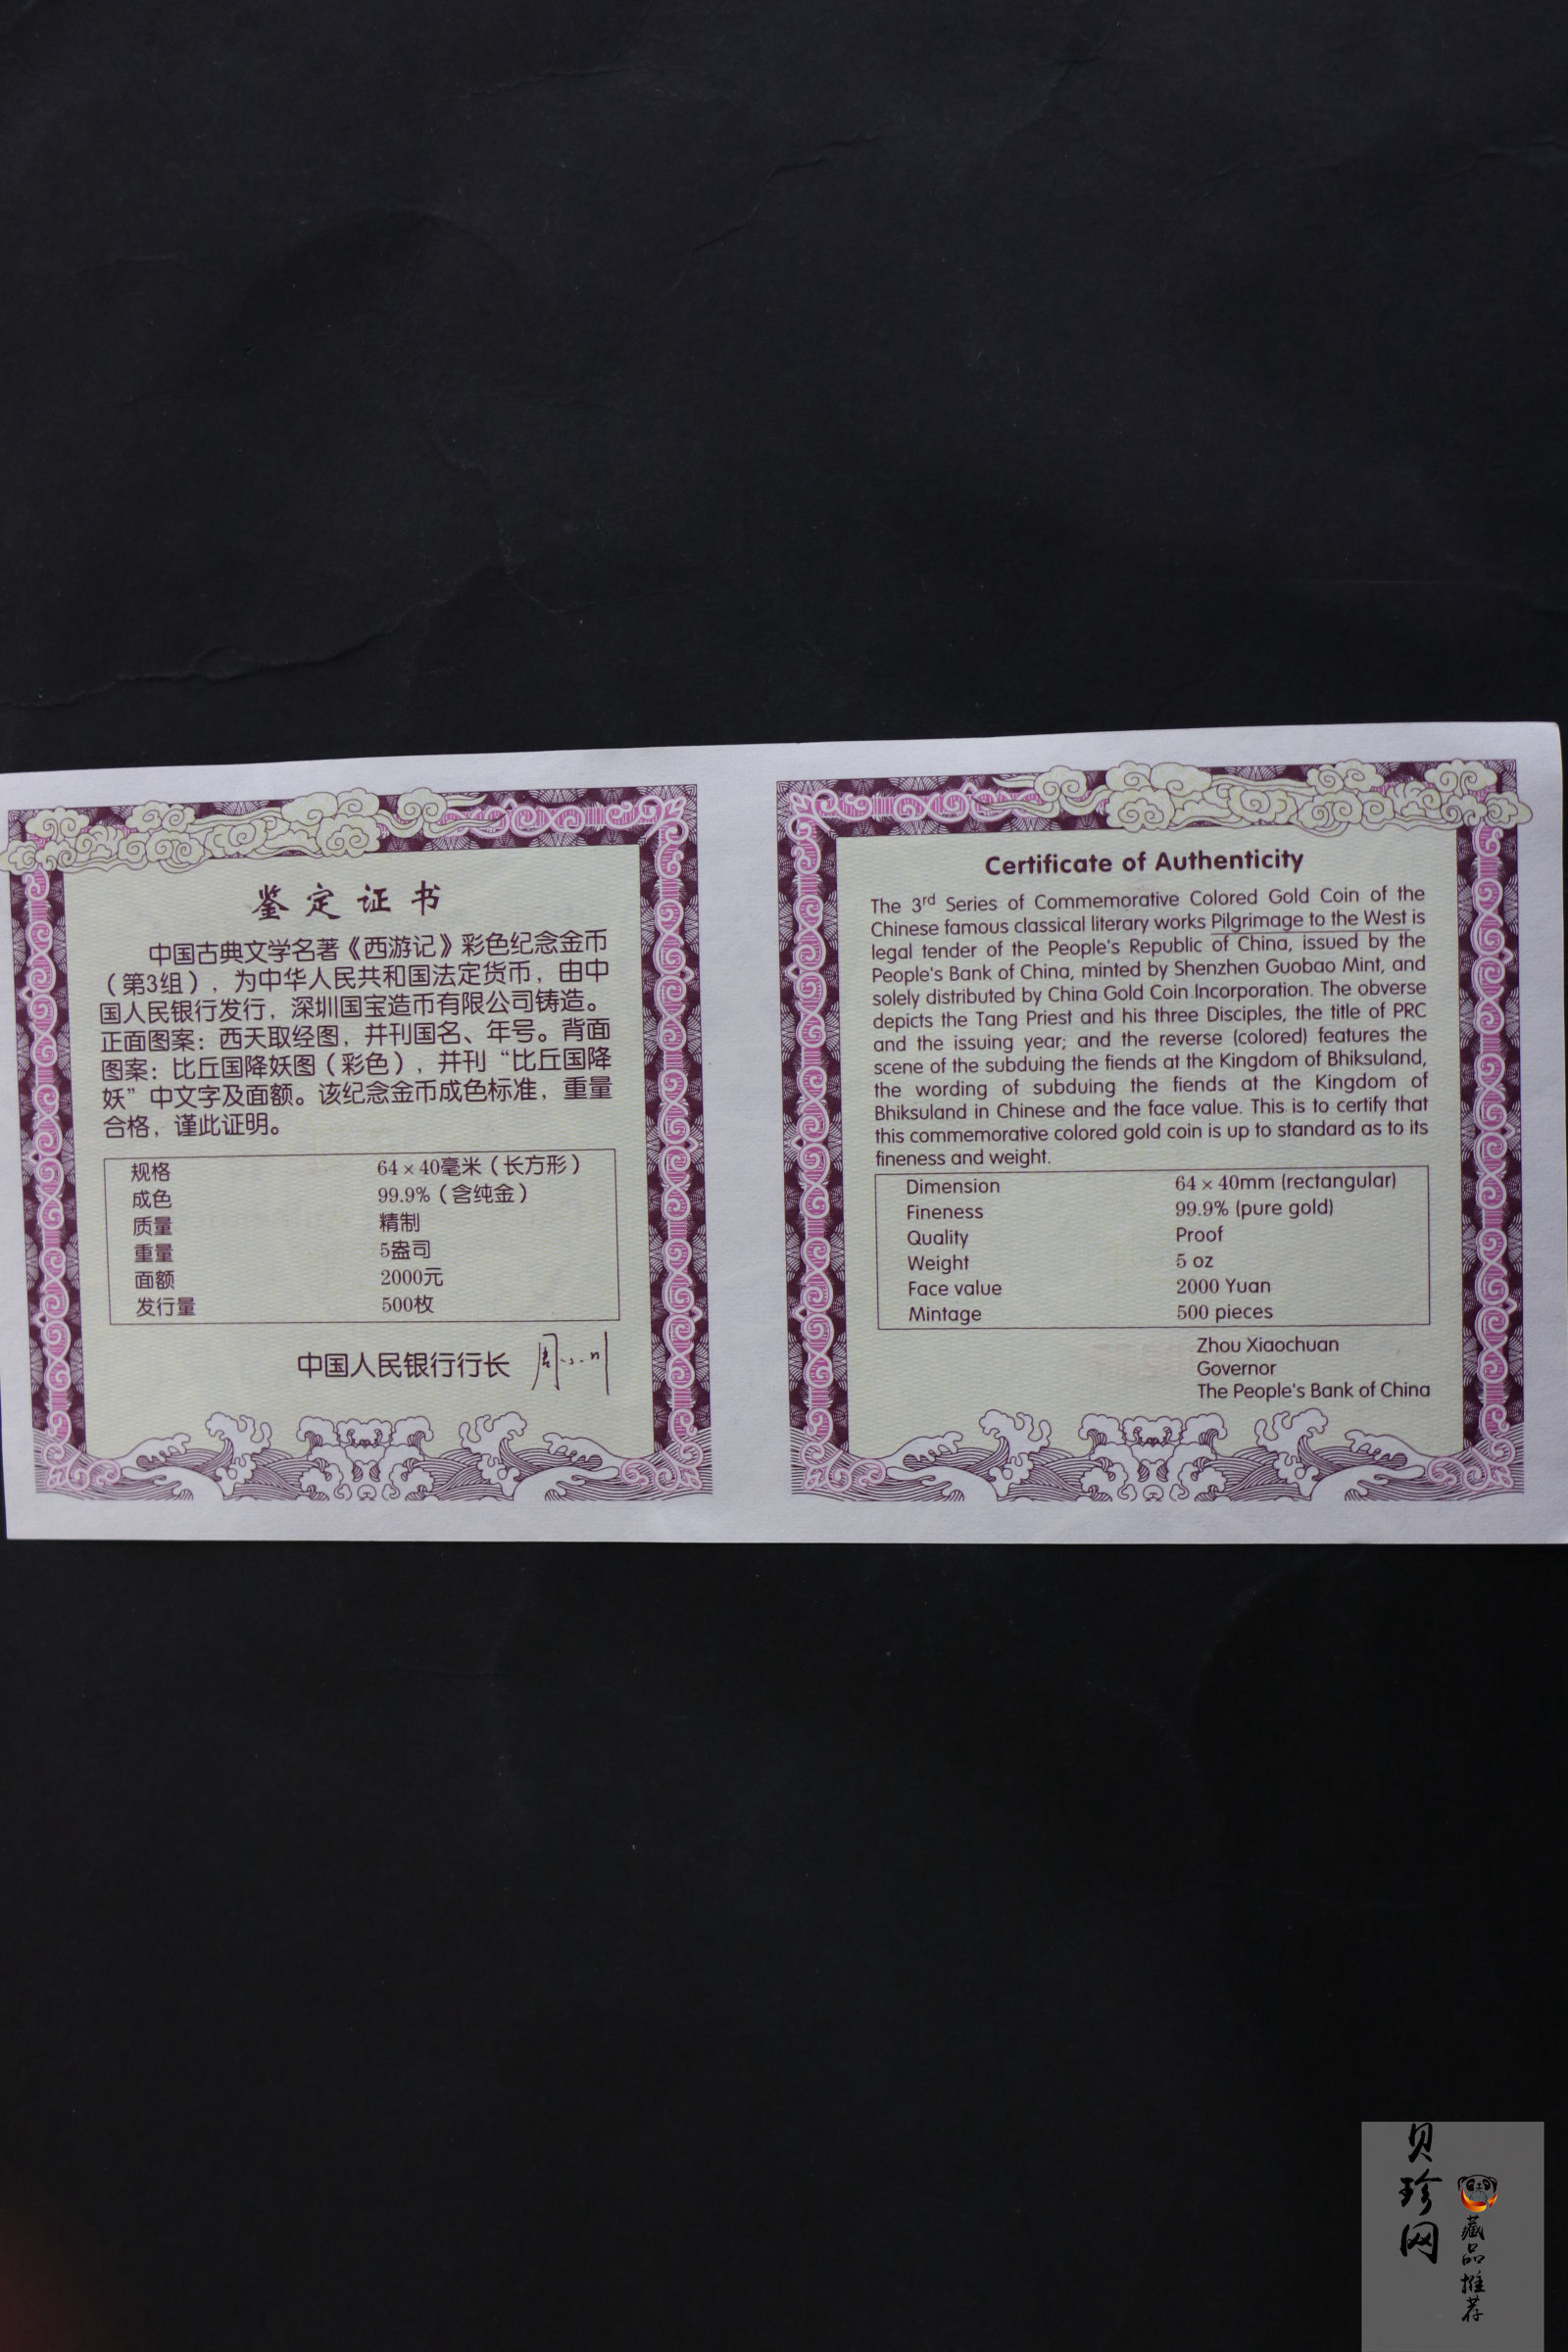 鉴定证书
中国古典文学名著《西游记》彩色纪念金币
（第3组），为中华人民共和国法定货币，由中
国人民银行发行，深圳国宝造币有限公司铸造。
正面图案：西天取经图，并刊国名、年号。背面
图案：比丘国降妖图（彩色），并刊“比丘国降
妖”中文字及面额。该纪念金币成色标准，重量
合格，谨此证明。
规格 64×40毫米（长方形）
成色 99.9%（含纯金）
质量 精制
重量 5盎司
面额 2000元
发行量 500枚
中国人民银行行长 周小川
Certificate of Authenticity
The 3rd Series of Commemorative Colored Gold Coin of the
Chinese famous classical literary works Pilgrimage to the West is
legal tender of the People's Republic of China, issued by the
People's Bank of China, minted by Shenzhen Guobao Mint, and
solely distributed by China Gold Coin Incorporation. The obverse
depicts the Tang Priest and his three Disciples, the title of PRC
and the issuing year; and the reverse (colored) features the
scene of the subduing the fiends at the Kingdom of Bhiksuland,
the wording of subduing the fiends at the Kingdom of
Bhiksuland in Chinese and the face value. This is to certify that
this commemorative colored gold coin is up to standard as to its
fineness and weight.
Dimension 64×40mm (rectangular)
Fineness 99.9% (pure gold)
Quality Proof
Weight 5 oz
Face value 2000 Yuan
Mintage 500 pieces
Zhou Xiaochuan
Governor
The People's Bank of China
贝珍网
藏品推荐